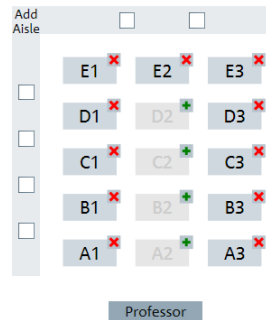 Add
Aisle
E1 E2 E3
D1 D2 D3
C1 C2 C3
B1 B2 B3
A1 A2 A3
Professor